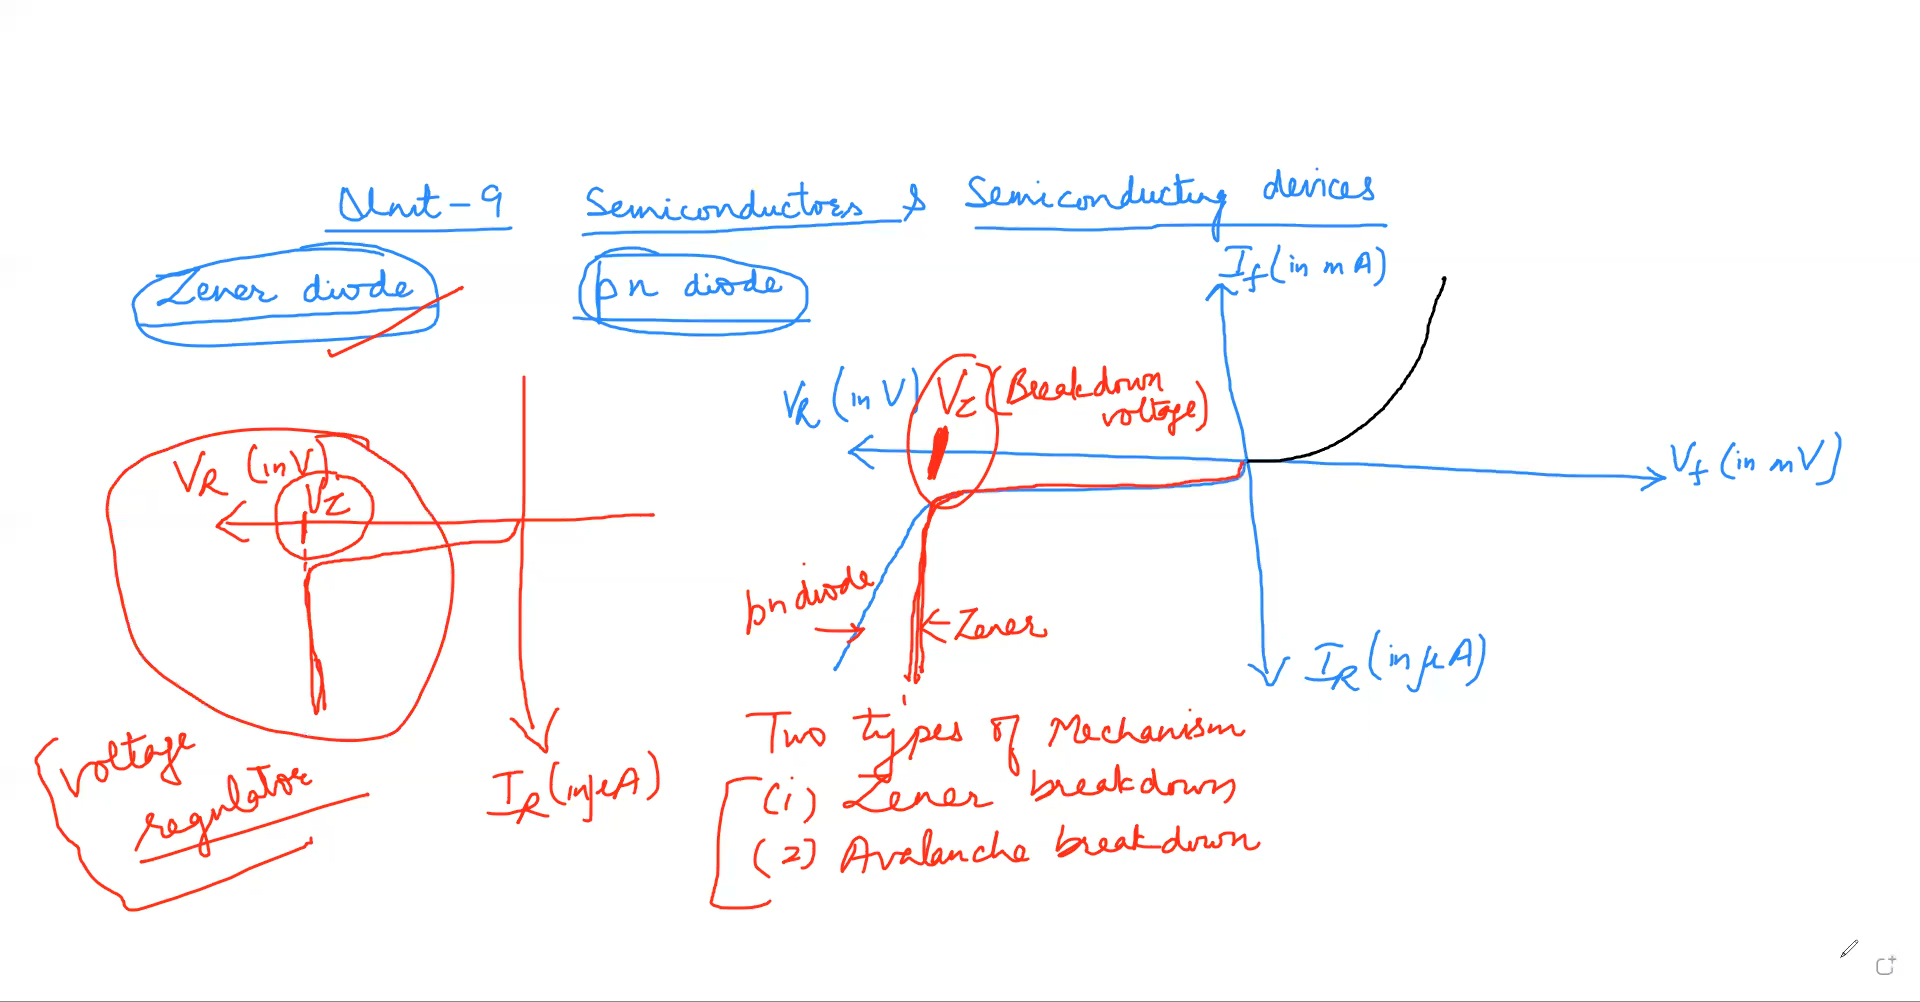 Unit-9 Semiconductors & Semiconducting devices
Zener diode pn diode
If (in mA)
VR (in V) VZ (Breakdown voltage)
Vf (in mV)
VR (in V)
VZ
pn diode
Zener
IR (in μA)
voltage regulator
IR (in μA)
Two types of Mechanism
(i) Zener breakdown
(2) Avalanche breakdown